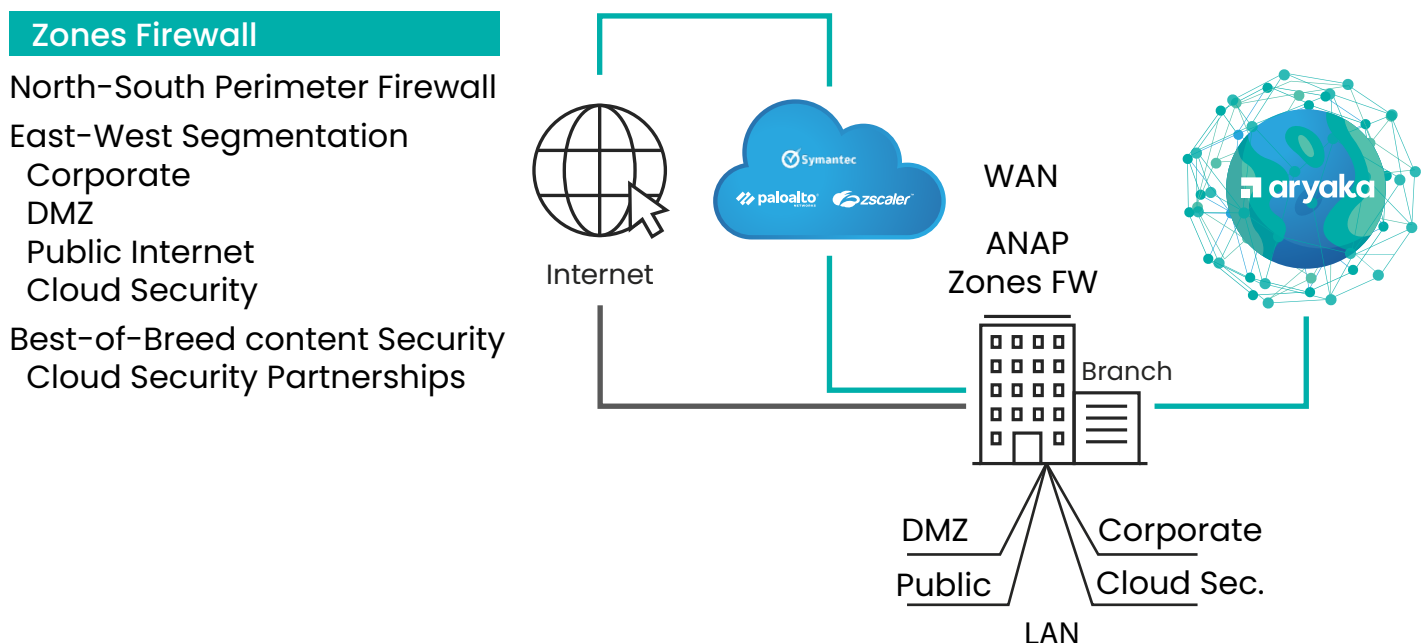 Zones Firewall
North-South Perimeter Firewall
East-West Segmentation
Corporate
DMZ
Public Internet
Cloud Security
Best-of-Breed content Security
Cloud Security Partnerships
Internet
Symantec
paloalto
NETWORKS
zscaler
WAN
ANAP
Zones FW
aryaka
Branch
DMZ
Corporate
Public
Cloud Sec.
LAN